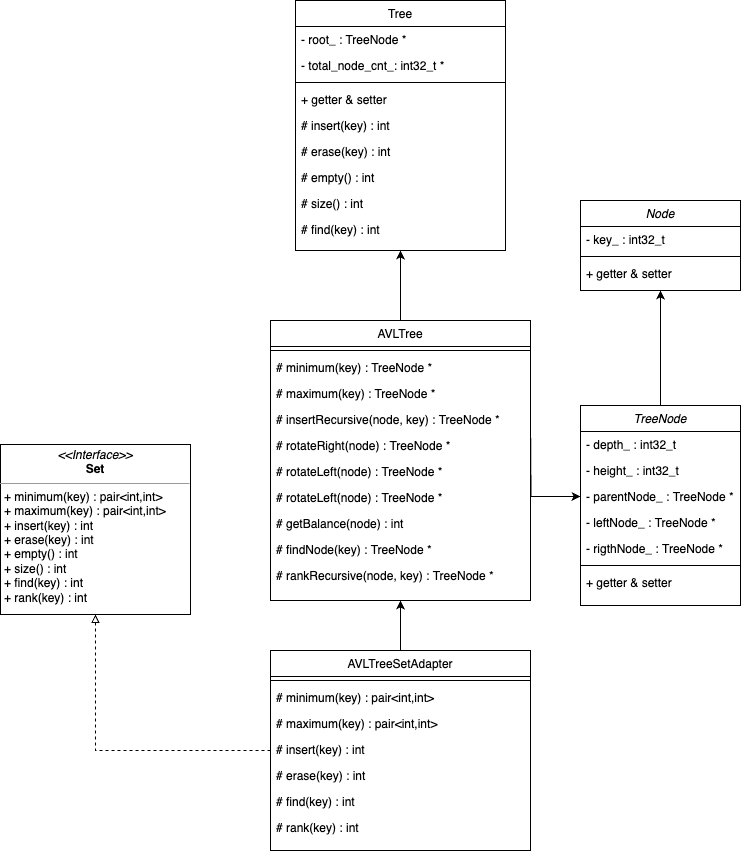 Tree
- root_ : TreeNode *
- total_node_cnt_: int32_t *
+ getter & setter
# insert(key) : int
# erase(key) : int
# empty() : int
# size() : int
# find(key) : int
Node
- key_ : int32_t
+ getter & setter
AVLTree
# minimum(key) : TreeNode *
# maximum(key) : TreeNode *
# insertRecursive(node, key) : TreeNode *
# rotateRight(node) : TreeNode *
# rotateLeft(node) : TreeNode *
# rotateLeft(node) : TreeNode *
# getBalance(node) : int
# findNode(key) : TreeNode *
# rankRecursive(node, key) : TreeNode *
TreeNode
- depth_ : int32_t
- height_ : int32_t
- parentNode_ : TreeNode *
- leftNode_ : TreeNode *
- rigthNode_ : TreeNode *
+ getter & setter
<<Interface>>
Set
+ minimum(key) : pair<int,int>
+ maximum(key) : pair<int,int>
+ insert(key) : int
+ erase(key) : int
+ empty() : int
+ size() : int
+ find(key) : int
+ rank(key) : int
AVLTreeSetAdapter
# minimum(key) : pair<int,int>
# maximum(key) : pair<int,int>
# insert(key) : int
# erase(key) : int
# find(key) : int
# rank(key) : int